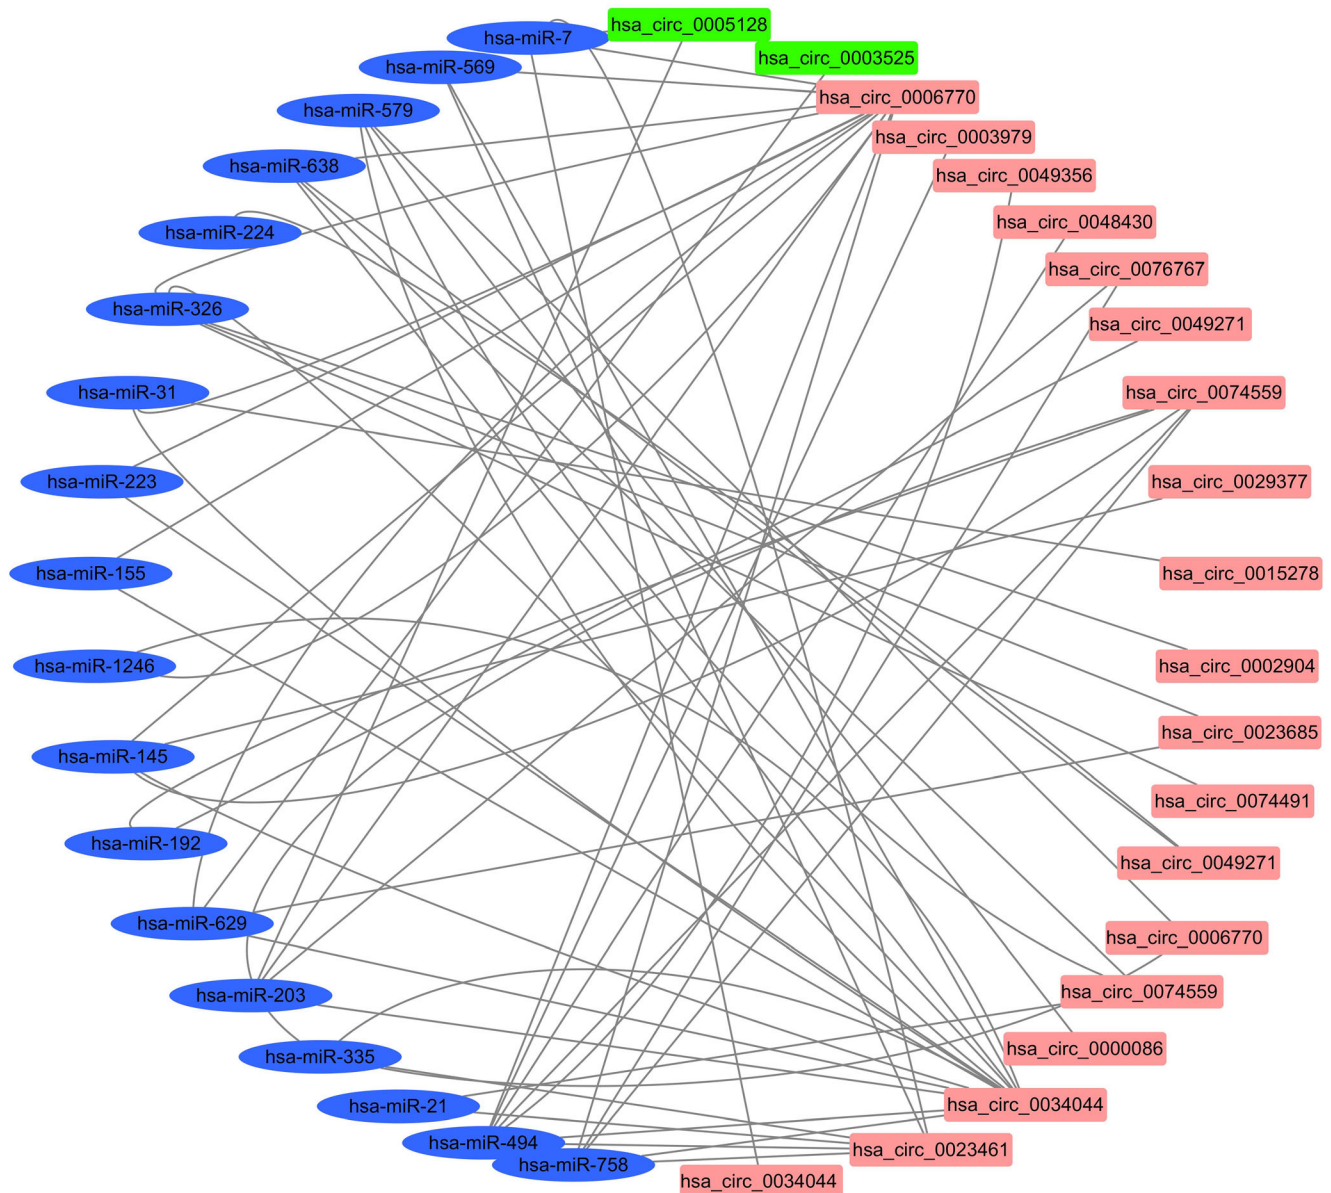 hsa_circ_0005128
hsa-miR-7
hsa_circ_0003525
hsa-miR-569
hsa_circ_0006770
hsa-miR-579
hsa_circ_0003979
hsa-miR-638
hsa_circ_0049356
hsa_circ_0048430
hsa-miR-224
hsa_circ_0076767
hsa-miR-326
hsa_circ_0049271
hsa-miR-31
hsa_circ_0074559
hsa-miR-223
hsa_circ_0029377
hsa-miR-155
hsa_circ_0015278
hsa-miR-1246
hsa_circ_0002904
hsa_circ_0023685
hsa-miR-145
hsa_circ_0074491
hsa-miR-192
hsa_circ_0049271
hsa-miR-629
hsa_circ_0006770
hsa_circ_0074559
hsa-miR-203
hsa_circ_0000086
hsa-miR-335
hsa_circ_0034044
hsa-miR-21
hsa-miR-494
hsa_circ_0023461
hsa-miR-758
hsa_circ_0034044